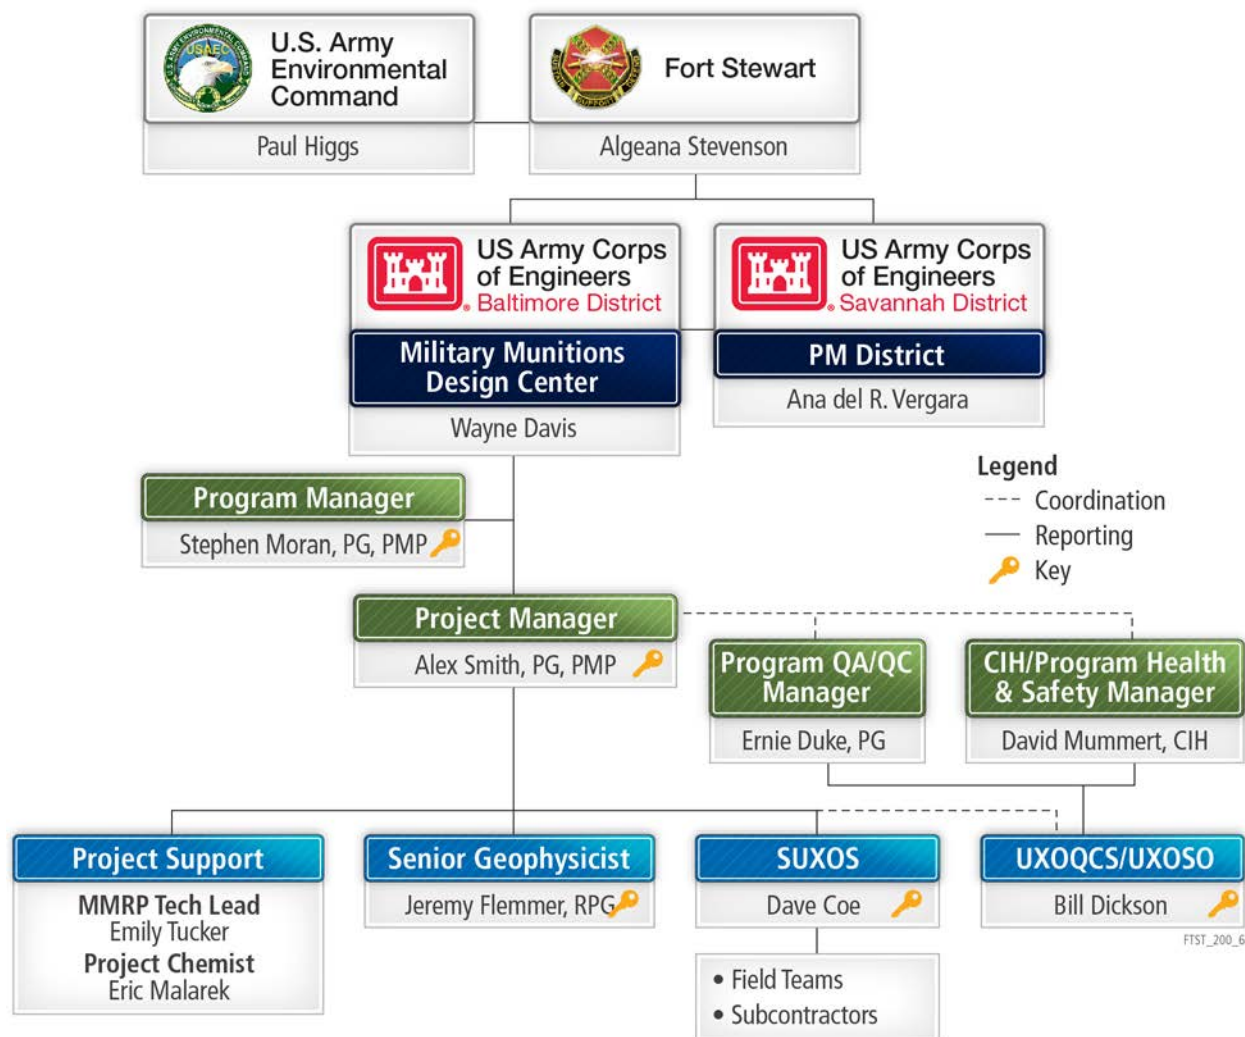 U.S. Army
Environmental
Command
Paul Higgs
Fort Stewart
Algeana Stevenson
US Army Corps
of Engineers
Baltimore District
Military Munitions
Design Center
Wayne Davis
US Army Corps
of Engineers
Savannah District
PM District
Ana del R. Vergara
Legend
Coordination
Reporting
Key
Program Manager
Stephen Moran, PG, PMP
Project Manager
Alex Smith, PG, PMP
Program QA/QC
Manager
Ernie Duke, PG
CIH/Program Health
& Safety Manager
David Mummert, CIH
Project Support
MMRP Tech Lead
Emily Tucker
Project Chemist
Eric Malarek
Senior Geophysicist
Jeremy Flemmer, RPG
SUXOS
Dave Coe
• Field Teams
• Subcontractors
UXOQCS/UXOSO
Bill Dickson
FTST_200_6
USAEC
SUPPORT